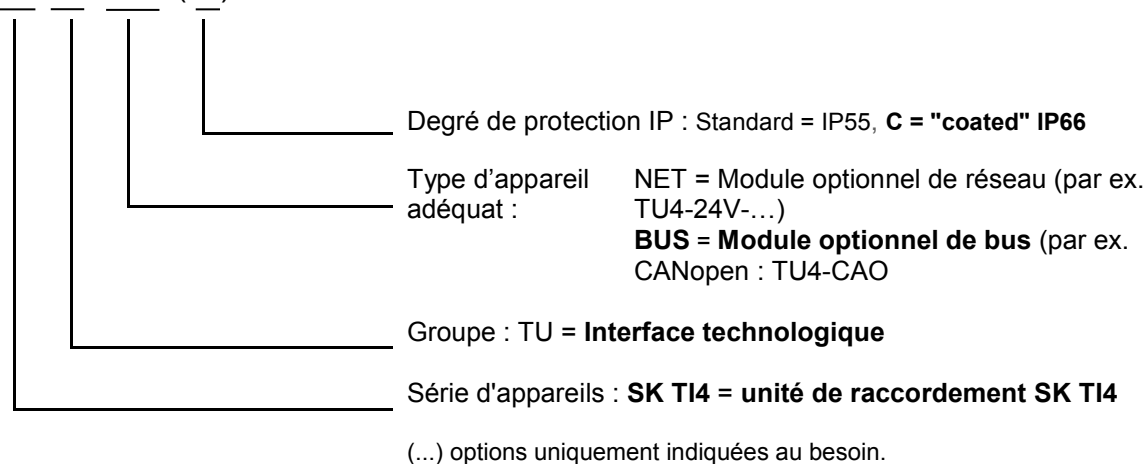 Degré de protection IP : Standard = IP55, C = "coated" IP66
Type d'appareil adéquat :
NET = Module optionnel de réseau (par ex. TU4-24V-…)
BUS = Module optionnel de bus (par ex. CANopen : TU4-CAO
Groupe : TU = Interface technologique
Série d'appareils : SK TI4 = unité de raccordement SK TI4
(...) options uniquement indiquées au besoin.